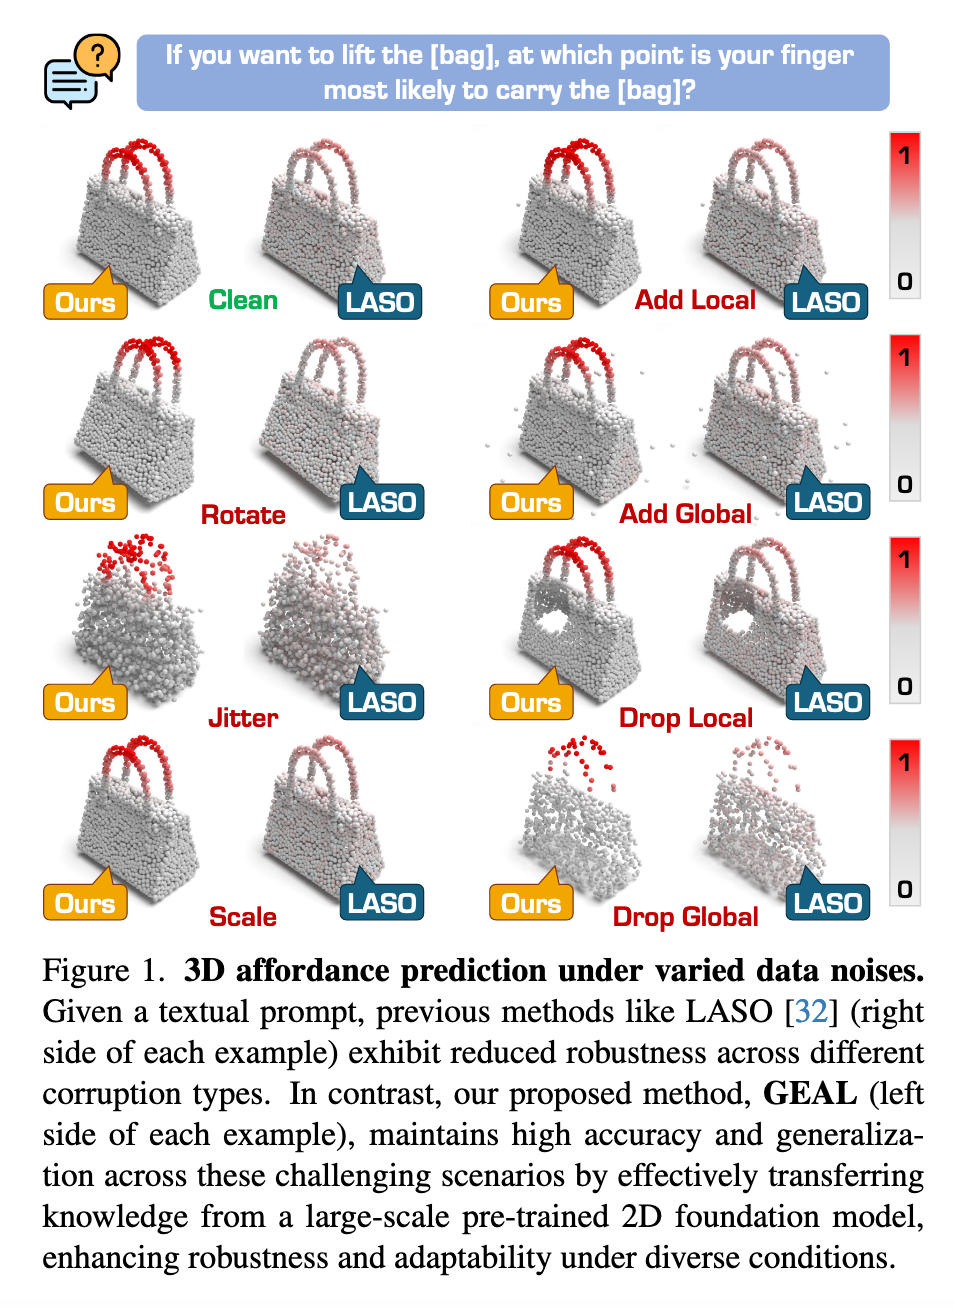 ?
If you want to lift the [bag], at which point is your finger
most likely to carry the [bag]?
1
0
Ours
Clean
LASO
Ours
Add Local
LASO
1
0
Ours
Rotate
LASO
Ours
Add Global
LASO
1
0
Ours
Jitter
LASO
Ours
Drop Local
LASO
1
0
Ours
Scale
LASO
Ours
Drop Global
LASO
Figure 1. 3D affordance prediction under varied data noises.
Given a textual prompt, previous methods like LASO [32] (right
side of each example) exhibit reduced robustness across different
corruption types. In contrast, our proposed method, GEAL (left
side of each example), maintains high accuracy and generaliza-
tion across these challenging scenarios by effectively transferring
knowledge from a large-scale pre-trained 2D foundation model,
enhancing robustness and adaptability under diverse conditions.